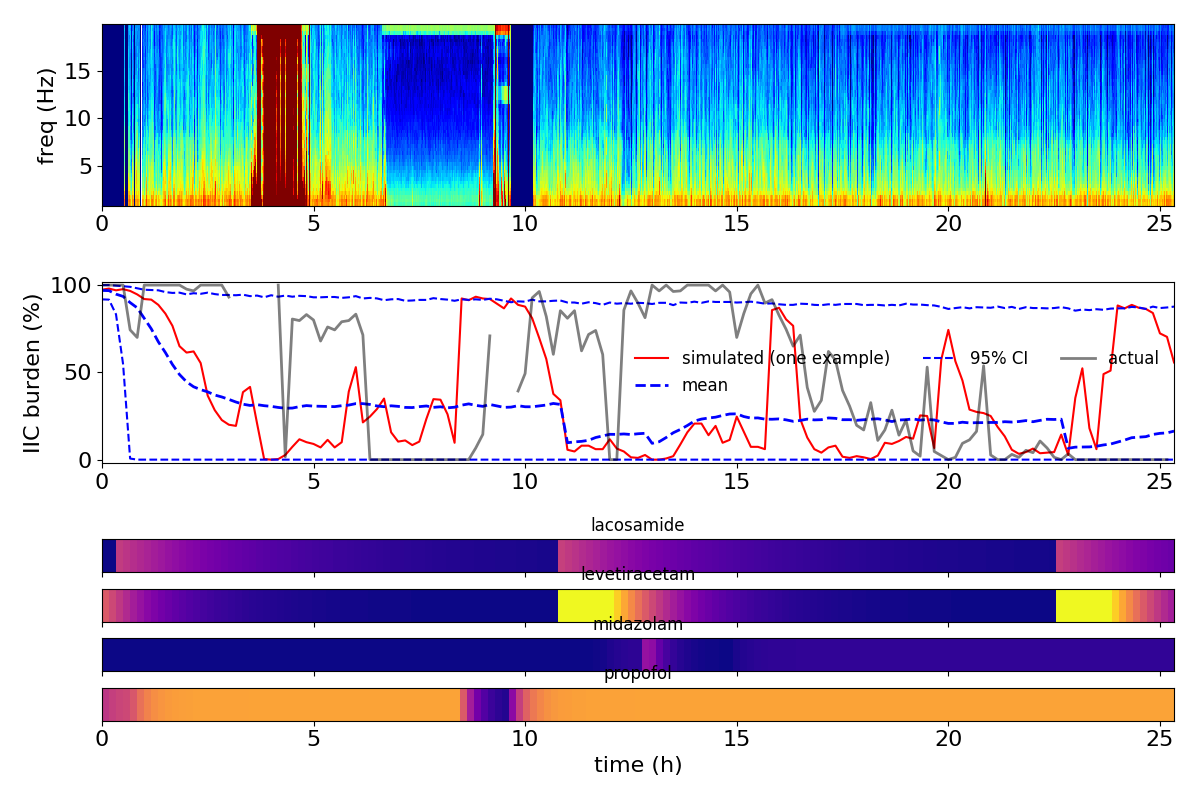 freq (Hz)
15
10
5
0 5 10 15 20 25
IIC burden (%)
100
50
0
simulated (one example) 95% CI actual
mean
0 5 10 15 20 25
lacosamide
levetiracetam
midazolam
propofol
0 5 10 15 20 25
time (h)